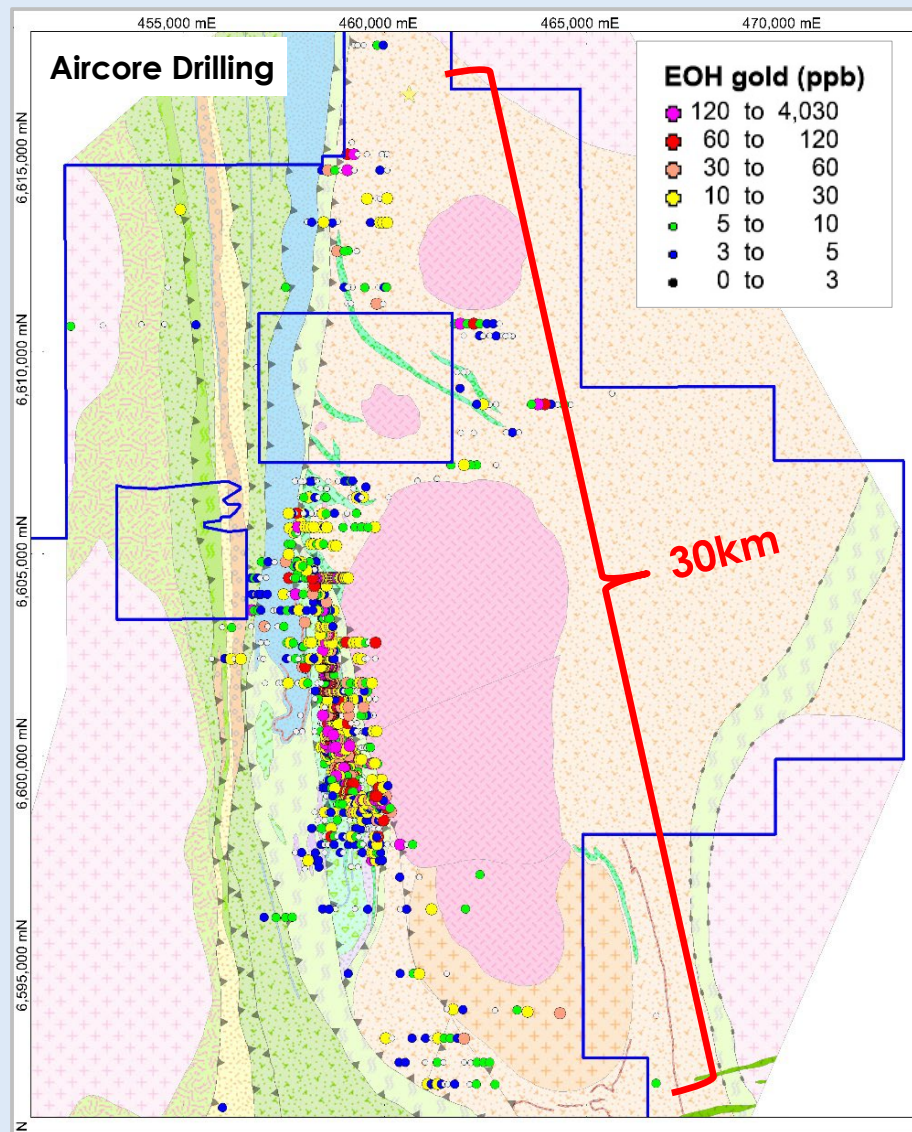 455,000 mE 460,000 mE 465,000 mE 470,000 mE
Aircore Drilling
EOH gold (ppb)
120 to 4,030
60 to 120
30 to 60
10 to 30
5 to 10
3 to 5
0 to 3
6,615,000 mN
6,610,000 mN
6,605,000 mN
6,600,000 mN
6,595,000 mN
N
30km